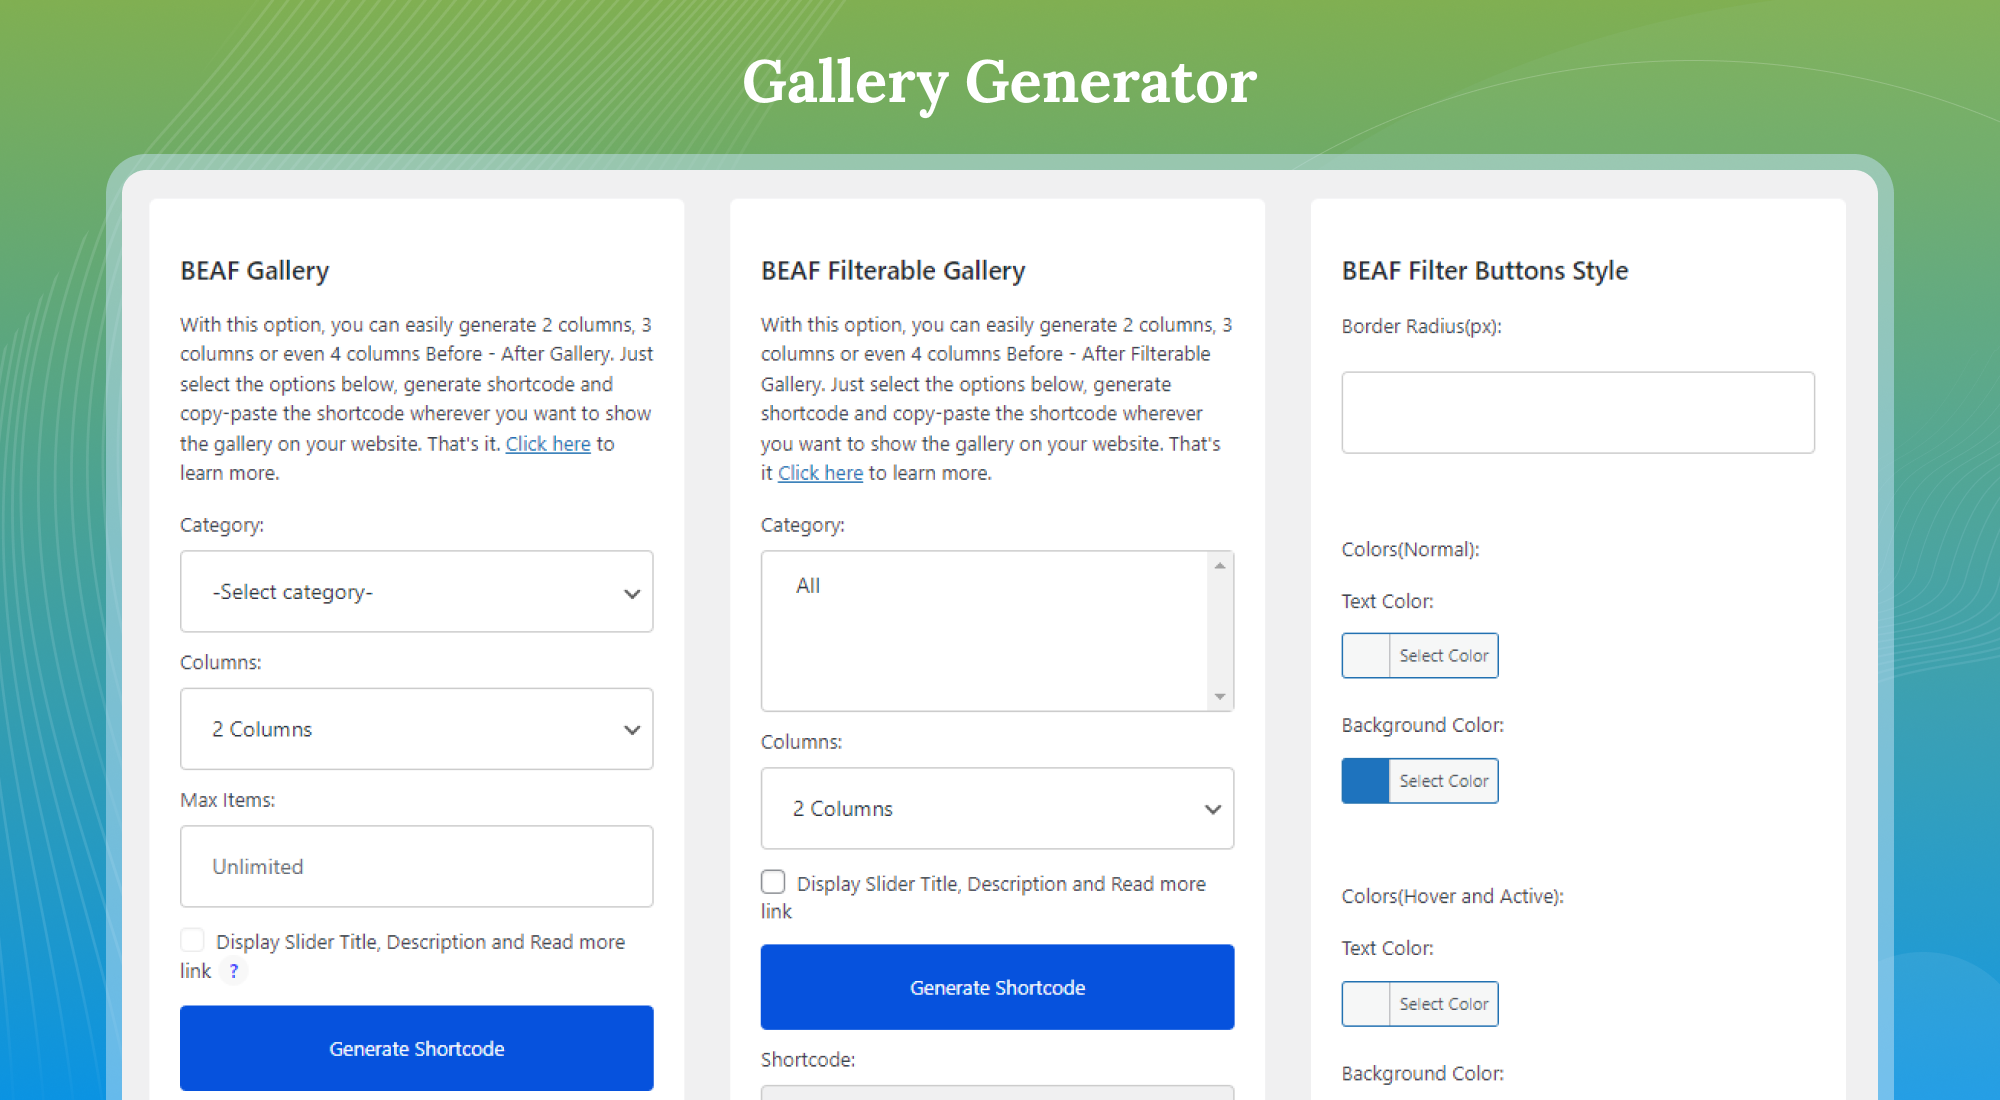 Gallery Generator
BEAF Gallery
With this option, you can easily generate 2 columns, 3
columns or even 4 columns Before - After Gallery. Just
select the options below, generate shortcode and
copy-paste the shortcode wherever you want to show
the gallery on your website. That's it. Click here to
learn more.
Category:
-Select category-
Columns:
2 Columns
Max Items:
Unlimited
Display Slider Title, Description and Read more
link ?
Generate Shortcode
BEAF Filterable Gallery
With this option, you can easily generate 2 columns, 3
columns or even 4 columns Before - After Filterable
Gallery. Just select the options below, generate
shortcode and copy-paste the shortcode wherever
you want to show the gallery on your website. That's
it Click here to learn more.
Category:
All
Columns:
2 Columns
Display Slider Title, Description and Read more
link
Generate Shortcode
Shortcode:
BEAF Filter Buttons Style
Border Radius(px):
Colors(Normal):
Text Color:
Select Color
Background Color:
Select Color
Colors(Hover and Active):
Text Color:
Select Color
Background Color: